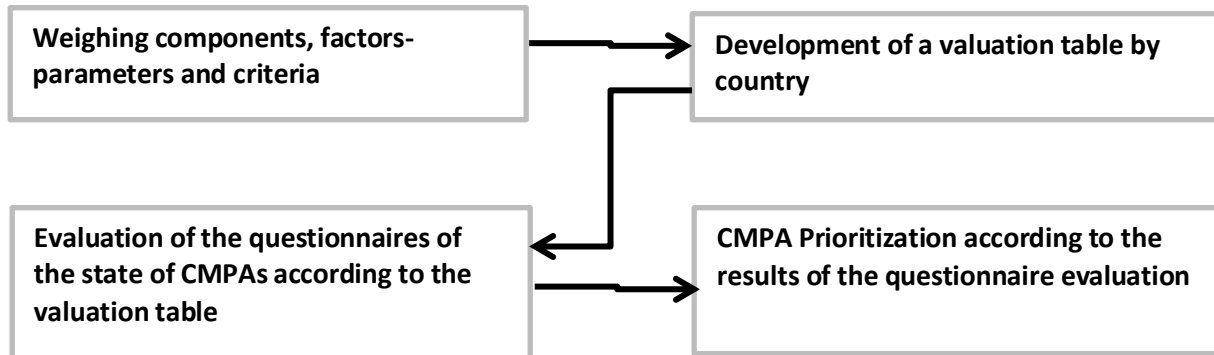 Weighing components, factors-
parameters and criteria
Development of a valuation table by
country
Evaluation of the questionnaires of
the state of CMPAs according to the
valuation table
CMPA Prioritization according to the
results of the questionnaire evaluation